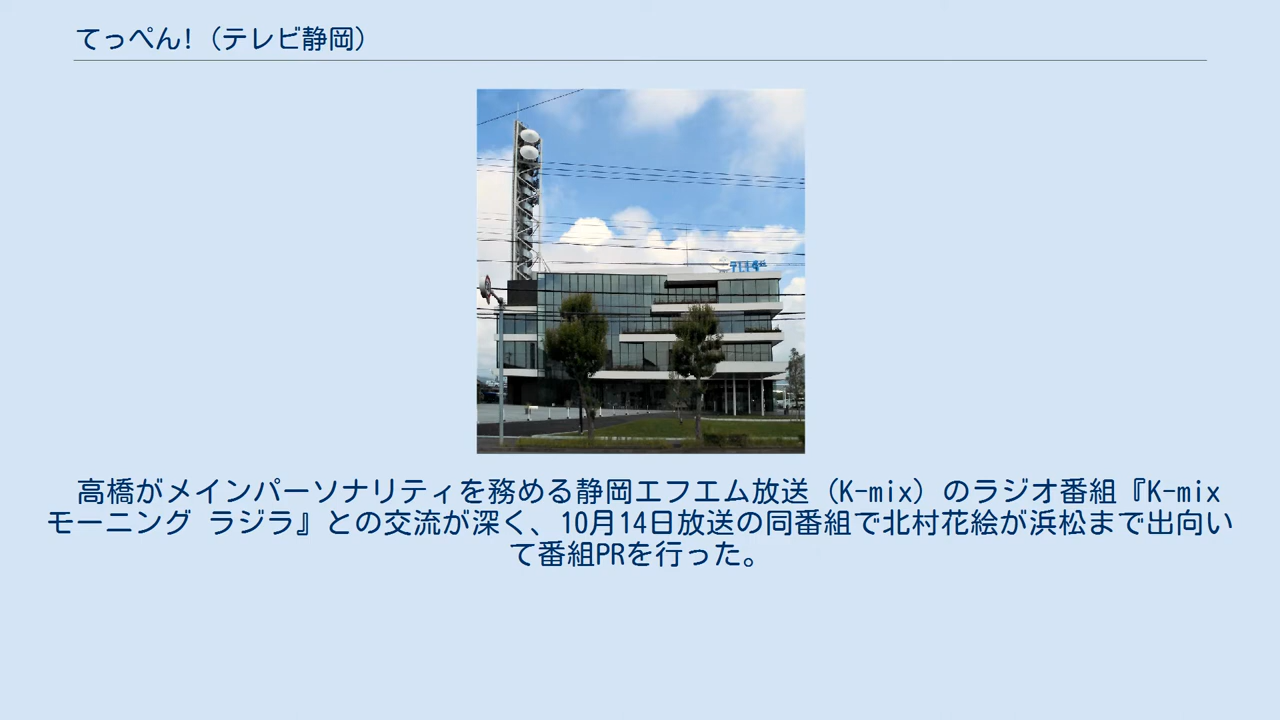 てっぺん!（テレビ静岡）
高橋がメインパーソナリティを務める静岡エフエム放送（K-mix）のラジオ番組『K-mix
モーニング ラジラ』との交流が深く、10月14日放送の同番組で北村花絵が浜松まで出向い
て番組PRを行った。